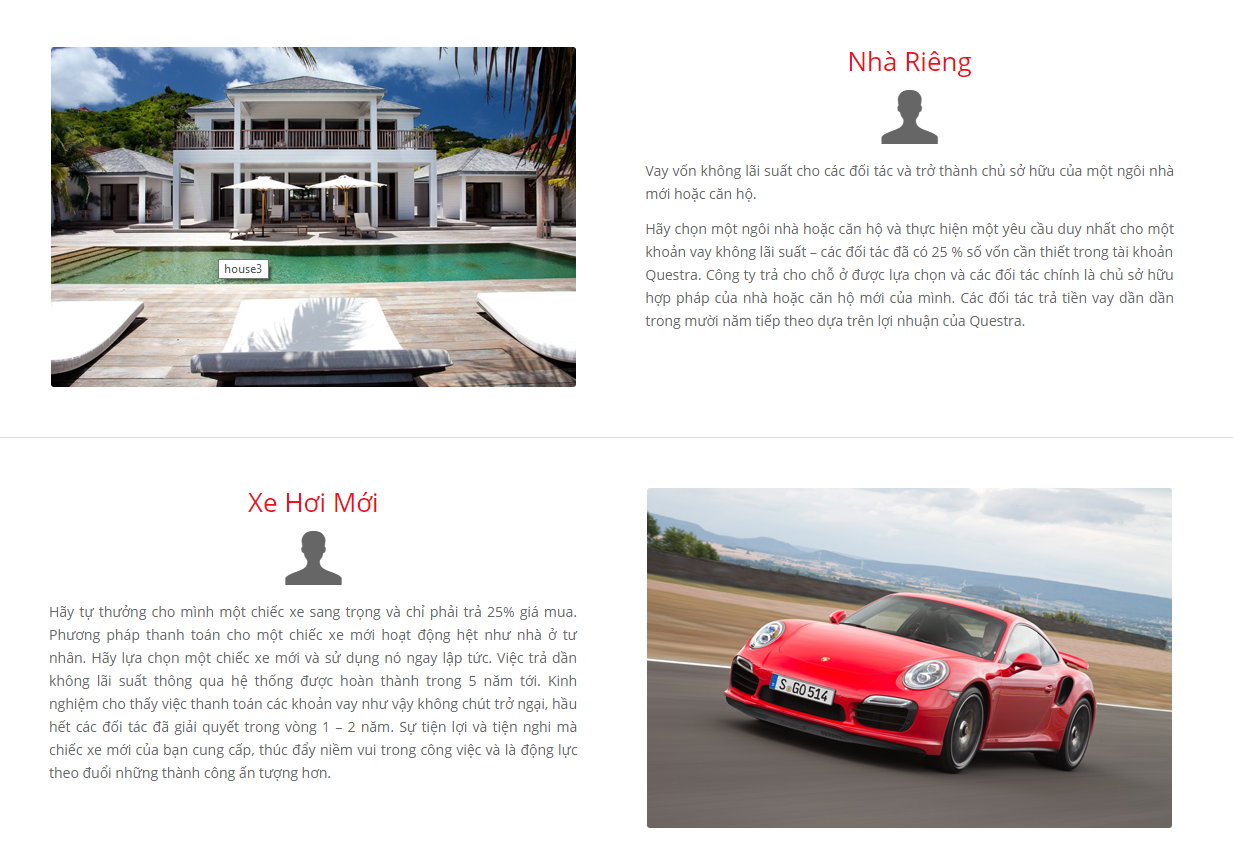 Nhà Riêng
Vay vốn không lãi suất cho các đối tác và trở thành chủ sở hữu của một ngôi nhà
mới hoặc căn hộ.
Hãy chọn một ngôi nhà hoặc căn hộ và thực hiện một yêu cầu duy nhất cho một
khoản vay không lãi suất – các đối tác đã có 25 % số vốn cần thiết trong tài khoản
Questra. Công ty trả cho chỗ ở được lựa chọn và các đối tác chính là chủ sở hữu
hợp pháp của nhà hoặc căn hộ mới của mình. Các đối tác trả tiền vay dần dần
trong mười năm tiếp theo dựa trên lợi nhuận của Questra.
house3
Xe Hơi Mới
Hãy tự thưởng cho mình một chiếc xe sang trọng và chỉ phải trả 25% giá mua.
Phương pháp thanh toán cho một chiếc xe mới hoạt động hệt như nhà ở tư
nhân. Hãy lựa chọn một chiếc xe mới và sử dụng nó ngay lập tức. Việc trả dần
không lãi suất thông qua hệ thống được hoàn thành trong 5 năm tới. Kinh
nghiệm cho thấy việc thanh toán các khoản vay như vậy không chút trở ngại, hầu
hết các đối tác đã giải quyết trong vòng 1 – 2 năm. Sự tiện lợi và tiện nghi mà
chiếc xe mới của bạn cung cấp, thúc đẩy niềm vui trong công việc và là động lực
theo đuổi những thành công ấn tượng hơn.
S GO 514